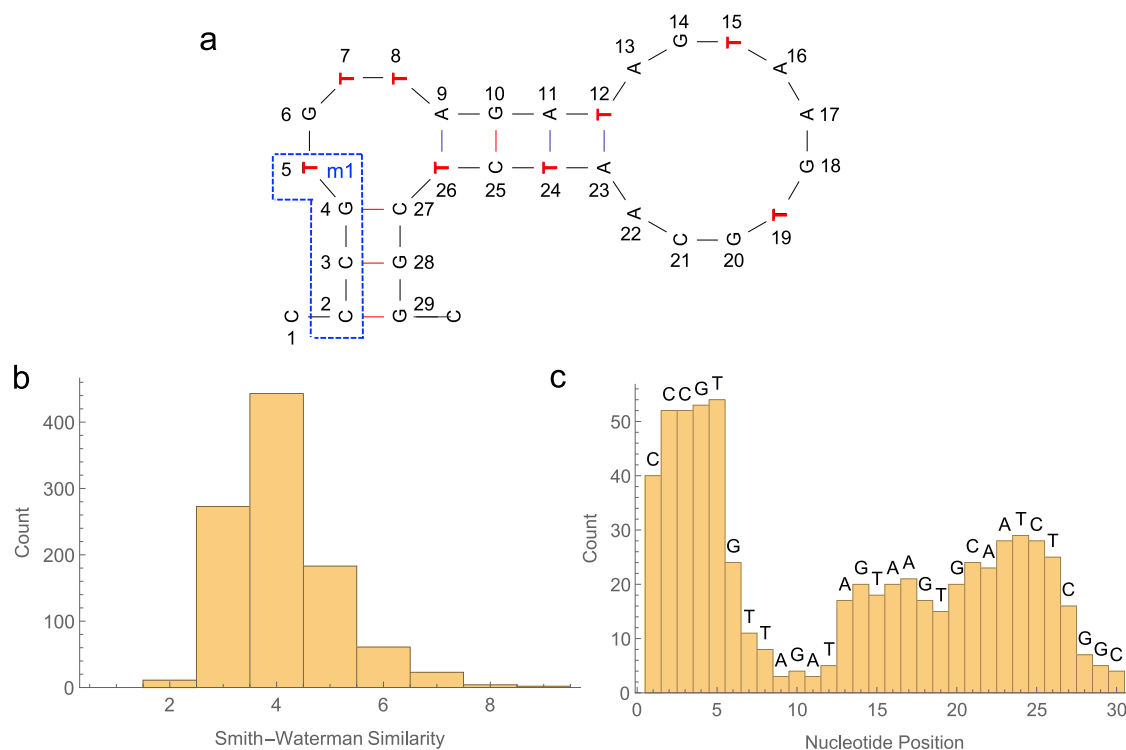 a
7 8 14 15
T T 13 G T 16
A A
6 9 10 11 12
G A G A T A 17
5 T m1 T C T A G 18
26 25 24 23
4 G C 27 A T
22 C G 19
3 C G 28 21 20
2 29
C C G C
1
b
400
300
200
100
0
Count
2 4 6 8
Smith–Waterman Similarity
c
50
40
30
20
10
0
Count
C C C G T G T T A G A T A G T A A G T G C A A T C T C G G C
0 5 10 15 20 25 30
Nucleotide Position